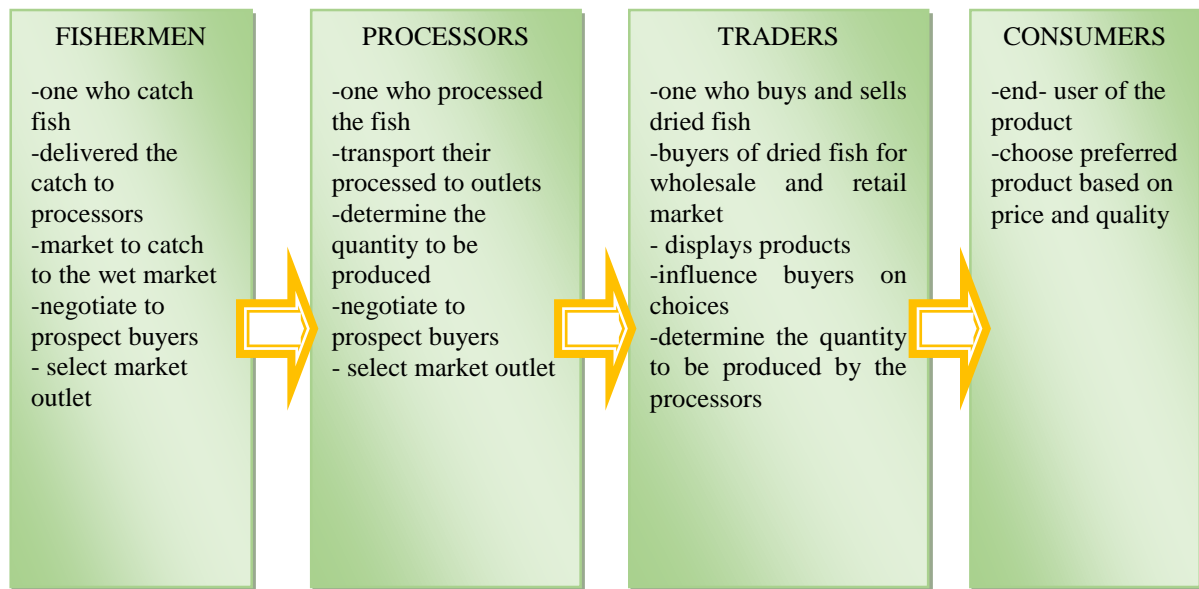 FISHERMEN
-one who catch
fish
-delivered the
catch to
processors
-market to catch
to the wet market
-negotiate to
prospect buyers
- select market
outlet
PROCESSORS
-one who processed
the fish
-transport their
processed to outlets
-determine the
quantity to be
produced
-negotiate to
prospect buyers
- select market outlet
TRADERS
-one who buys and sells
dried fish
-buyers of dried fish for
wholesale and retail
market
- displays products
-influence buyers on
choices
-determine the quantity
to be produced by the
processors
CONSUMERS
-end- user of the
product
-choose preferred
product based on
price and quality